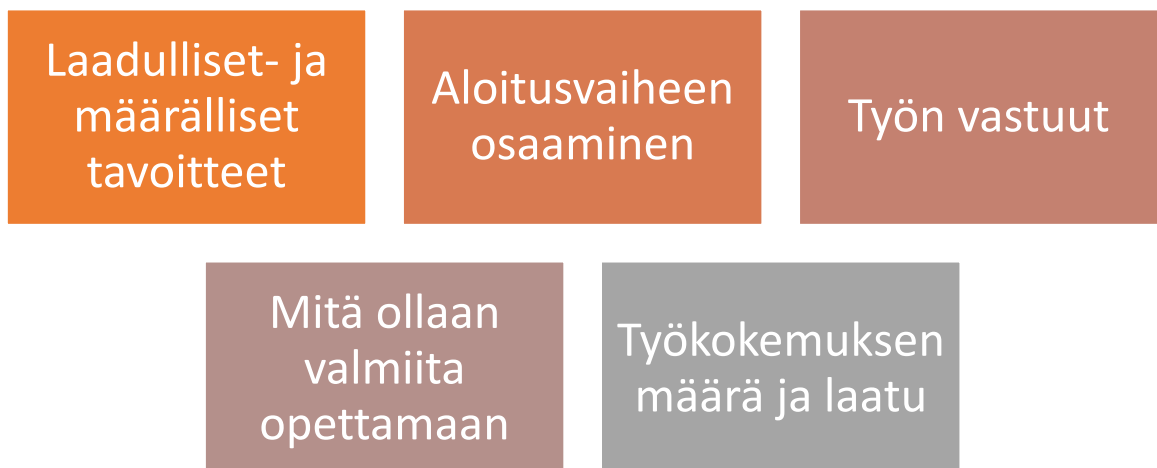 Laadulliset- ja
määrälliset
tavoitteet
Aloitusvaiheen
osaaminen
Työn vastuut
Mitä ollaan
valmiita
opettamaan
Työkokemuksen
määrä ja laatu